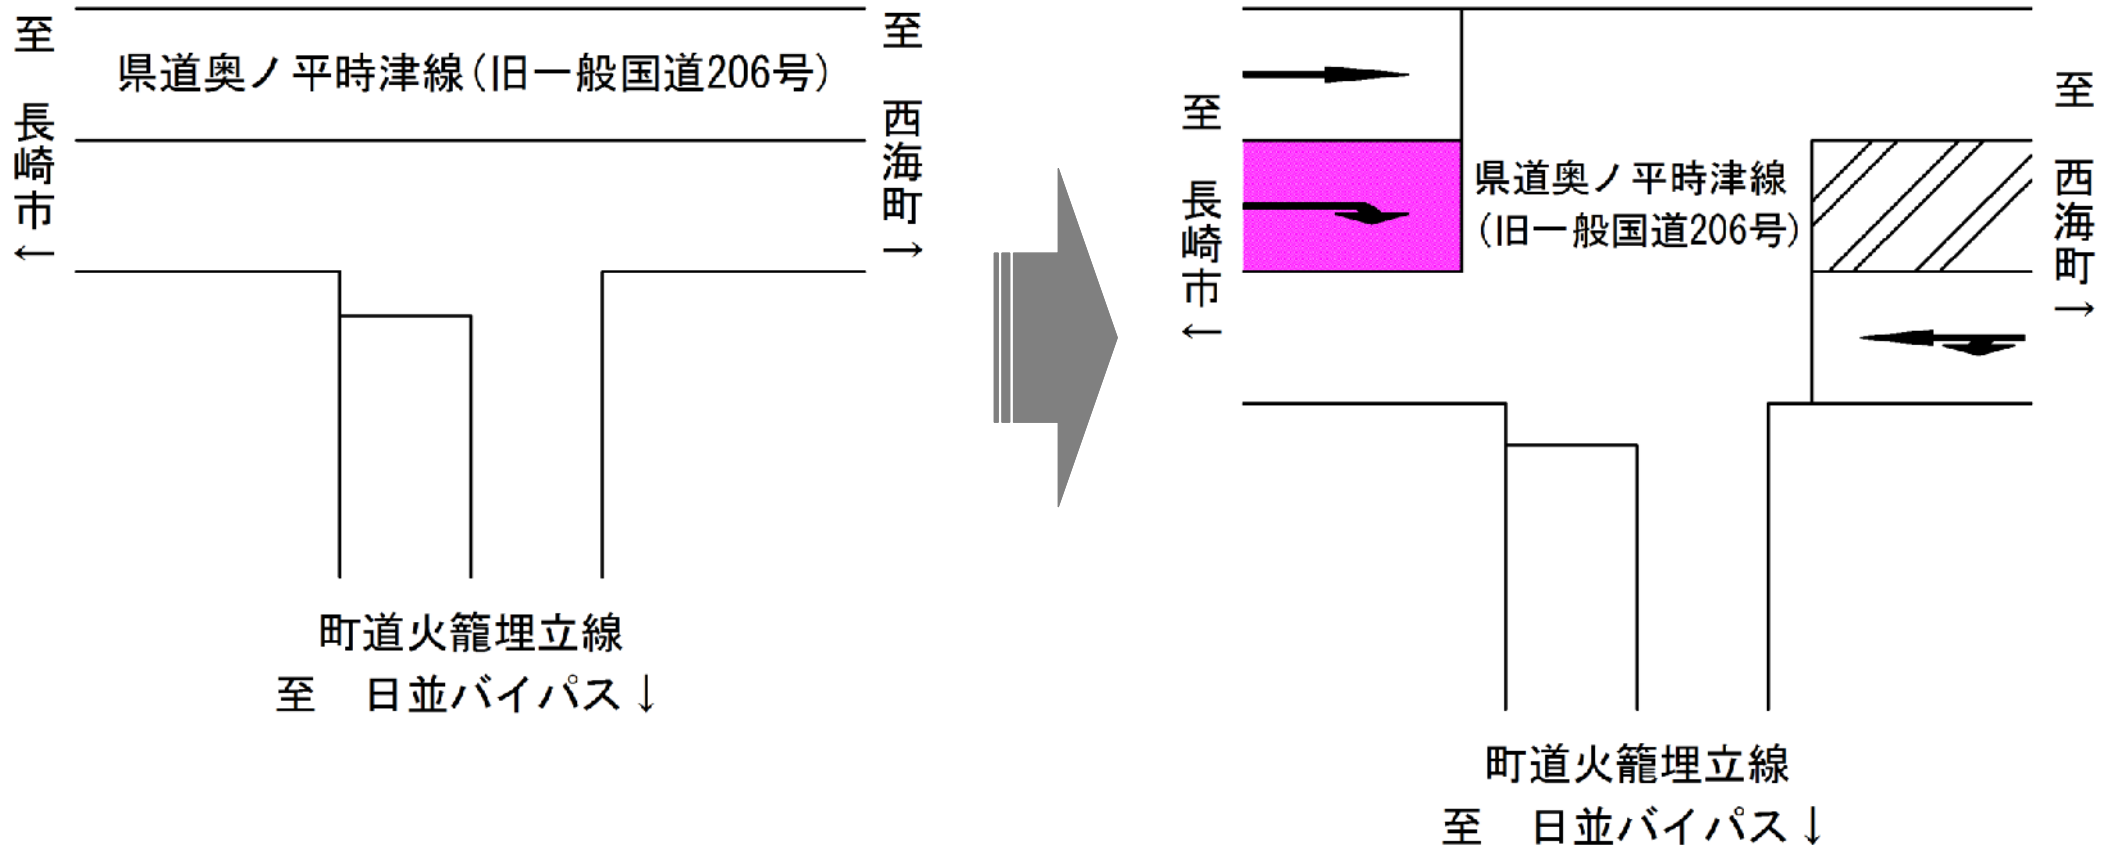 至　長崎市←
県道奥ノ平時津線(旧一般国道206号)
至　西海町→
町道火籠埋立線
至　日並バイパス↓
至　長崎市←
県道奥ノ平時津線
(旧一般国道206号)
至　西海町→
町道火籠埋立線
至　日並バイパス↓